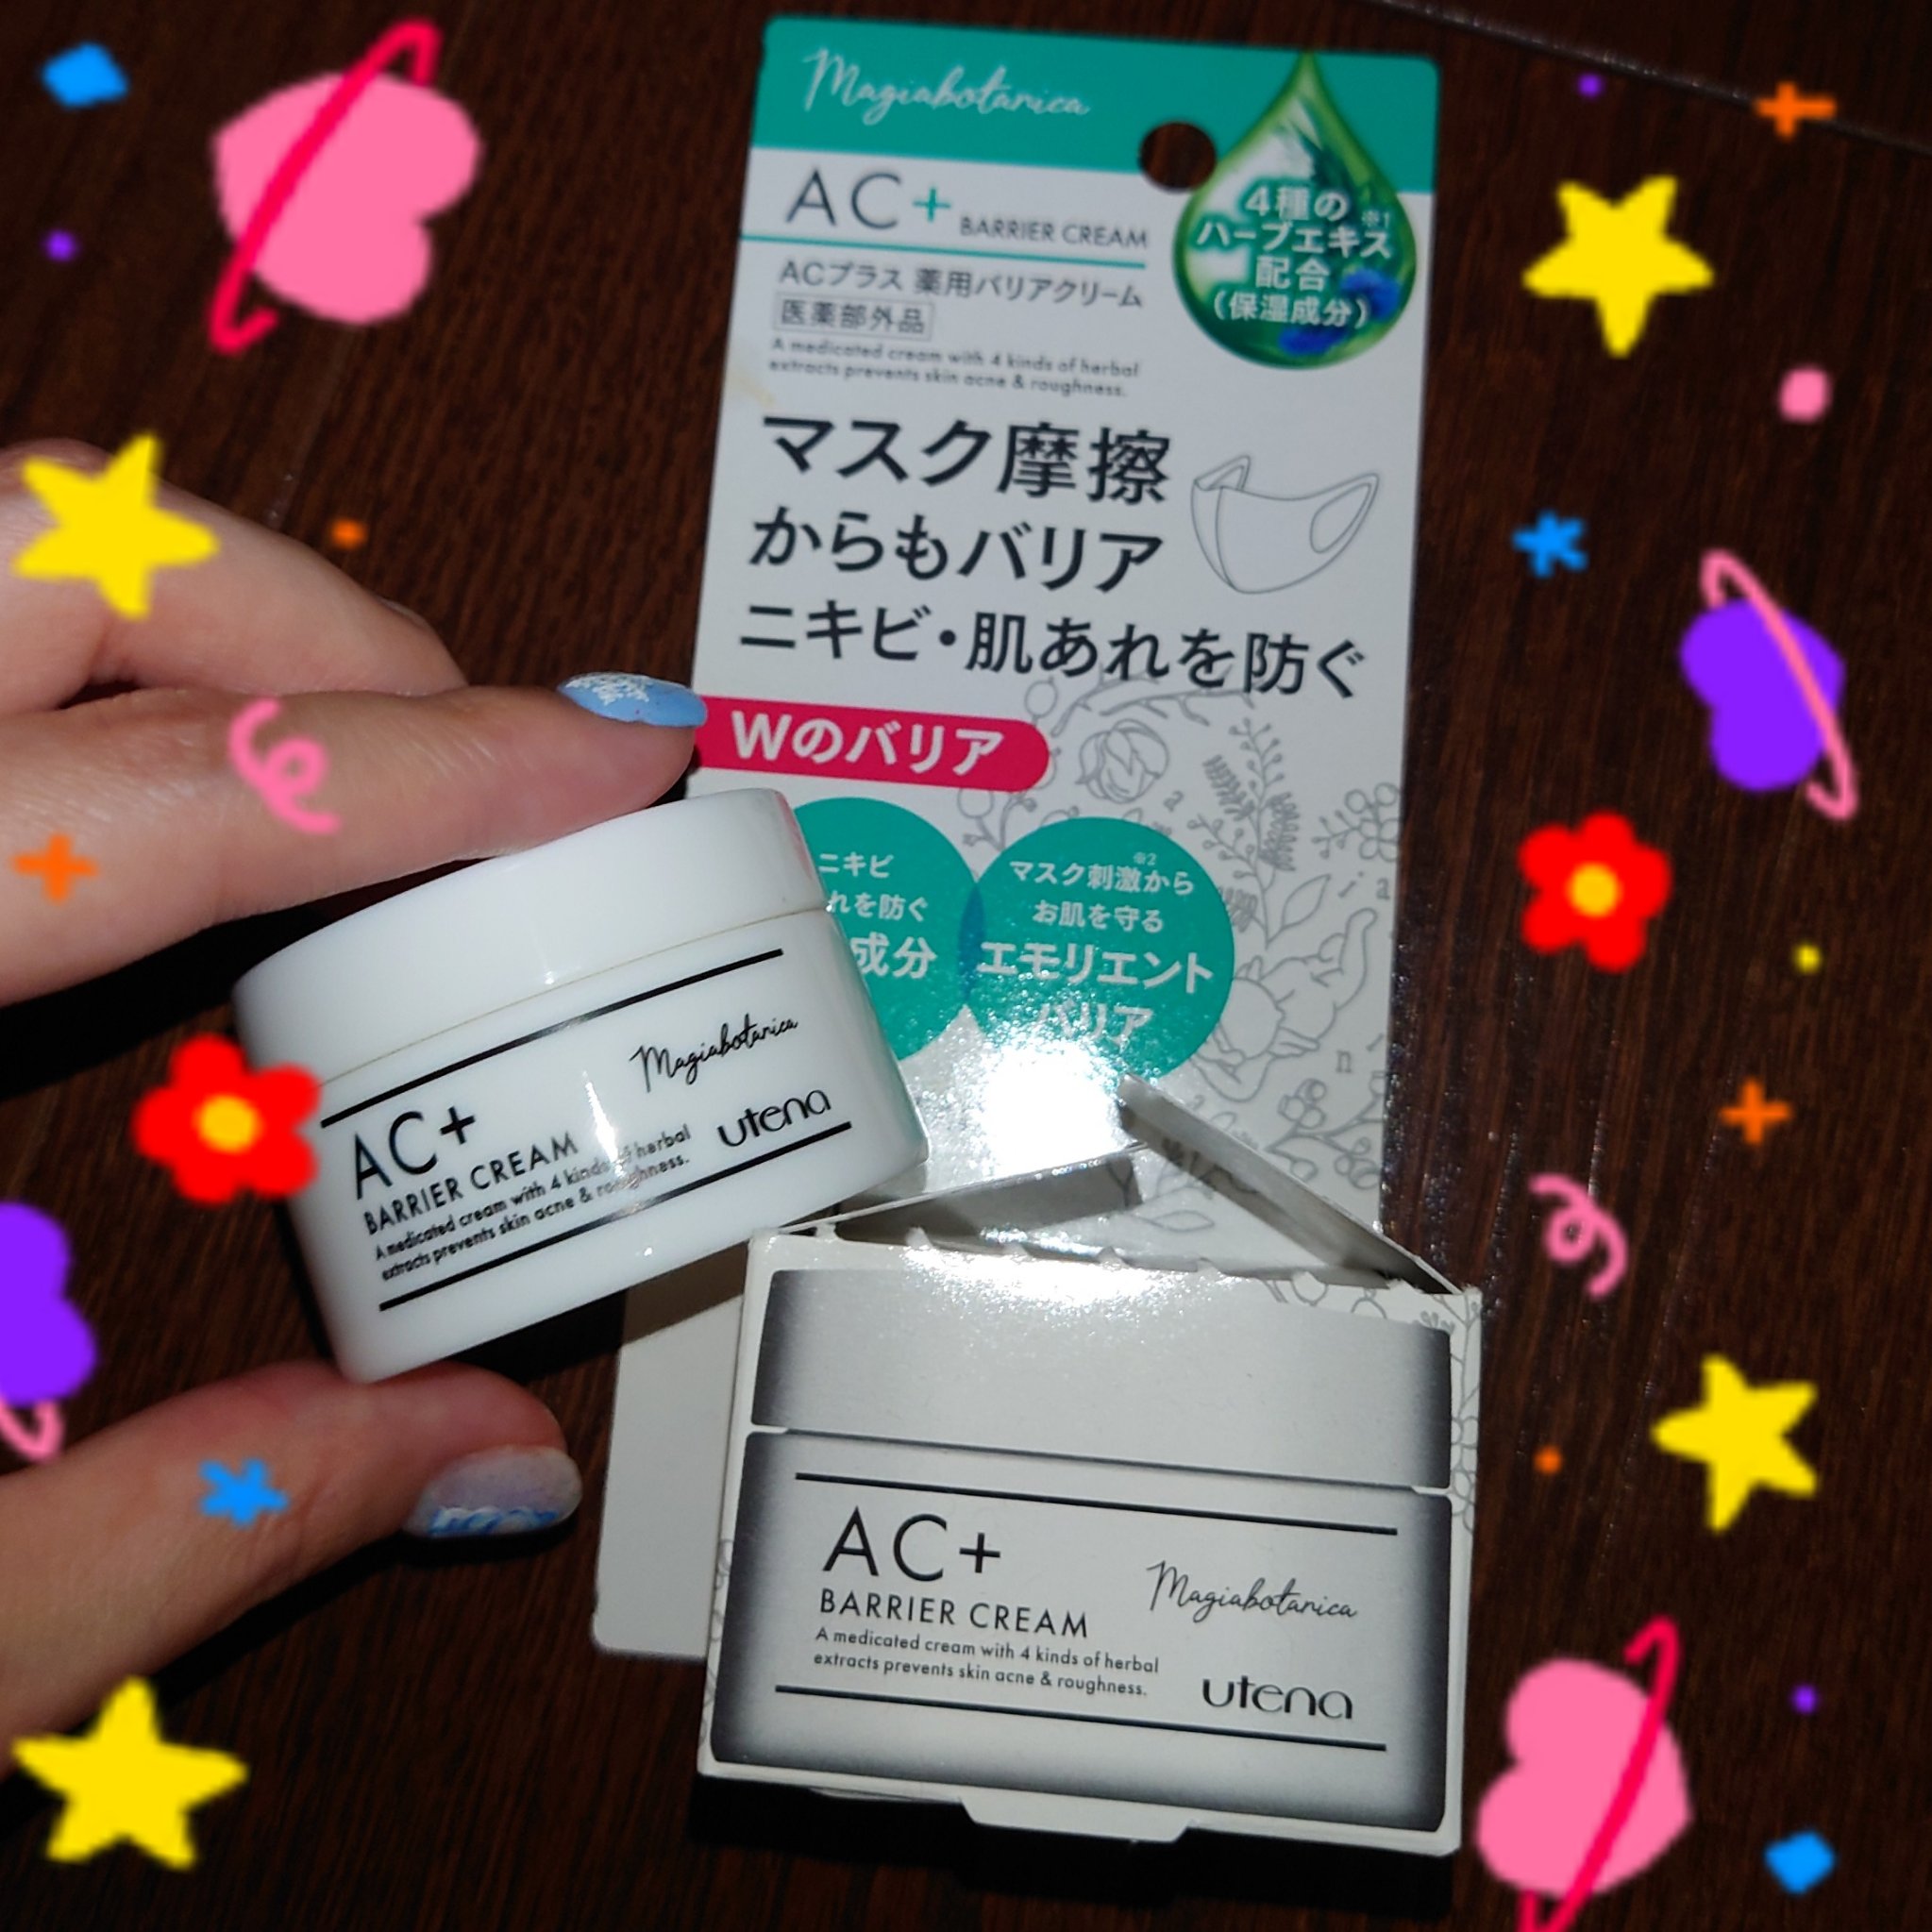 Magiabotanica
AC+ BARRIER CREAM
ACプラス 薬用バリアクリーム
医薬部外品
A medicated cream with 4 kinds of herbal
extracts prevents skin acne & roughness.
4種の
ハーブエキス※1
配合
（保湿成分）
マスク摩擦
からもバリア
ニキビ・肌あれを防ぐ
Wのバリア
ニキビ
れを防ぐ
成分
マスク刺激から※2
お肌を守る
エモリエント
バリア
Magiabotanica
AC+
BARRIER CREAM
A medicated cream with 4 kinds of herbal
extracts prevents skin acne & roughness.
utena
AC+
BARRIER CREAM
Magiabotanica
A medicated cream with 4 kinds of herbal
extracts prevents skin acne & roughness.
utena